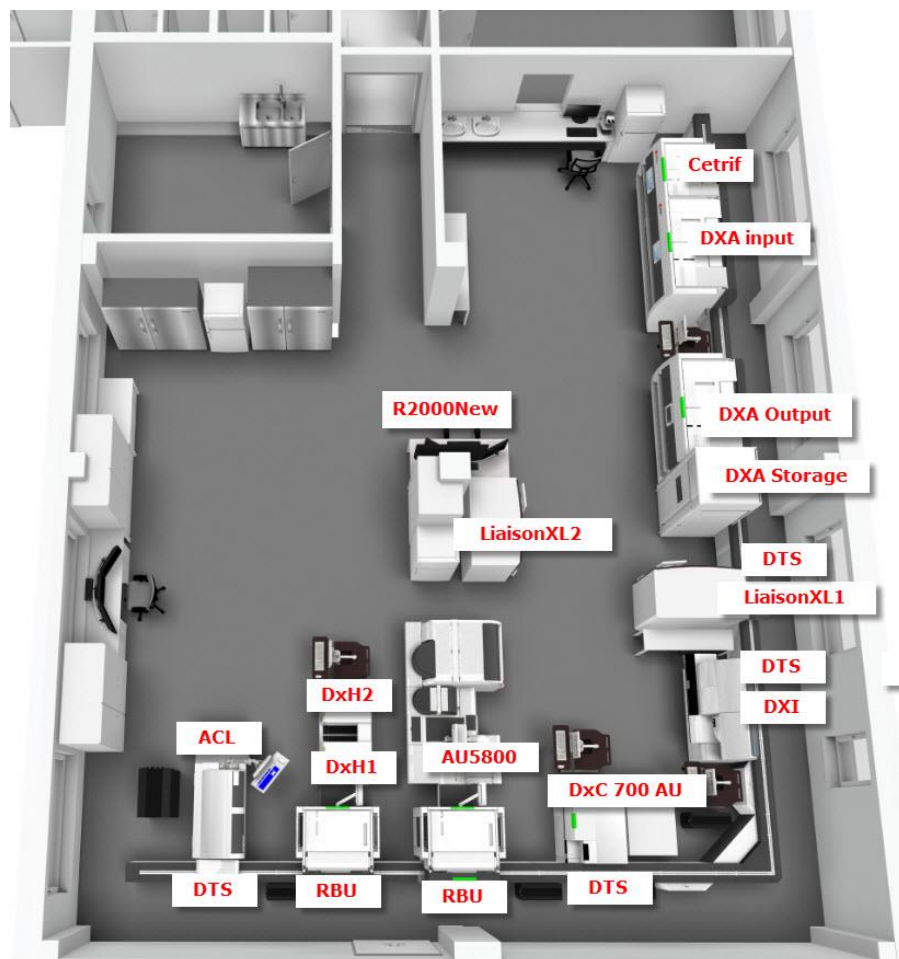 Cetrif
DXA input
R2000New
DXA Output
DXA Storage
LiaisonXL2
DTS
LiaisonXL1
DTS
DxH2
DXI
ACL
DxH1
AU5800
DxC 700 AU
DTS
RBU
RBU
DTS